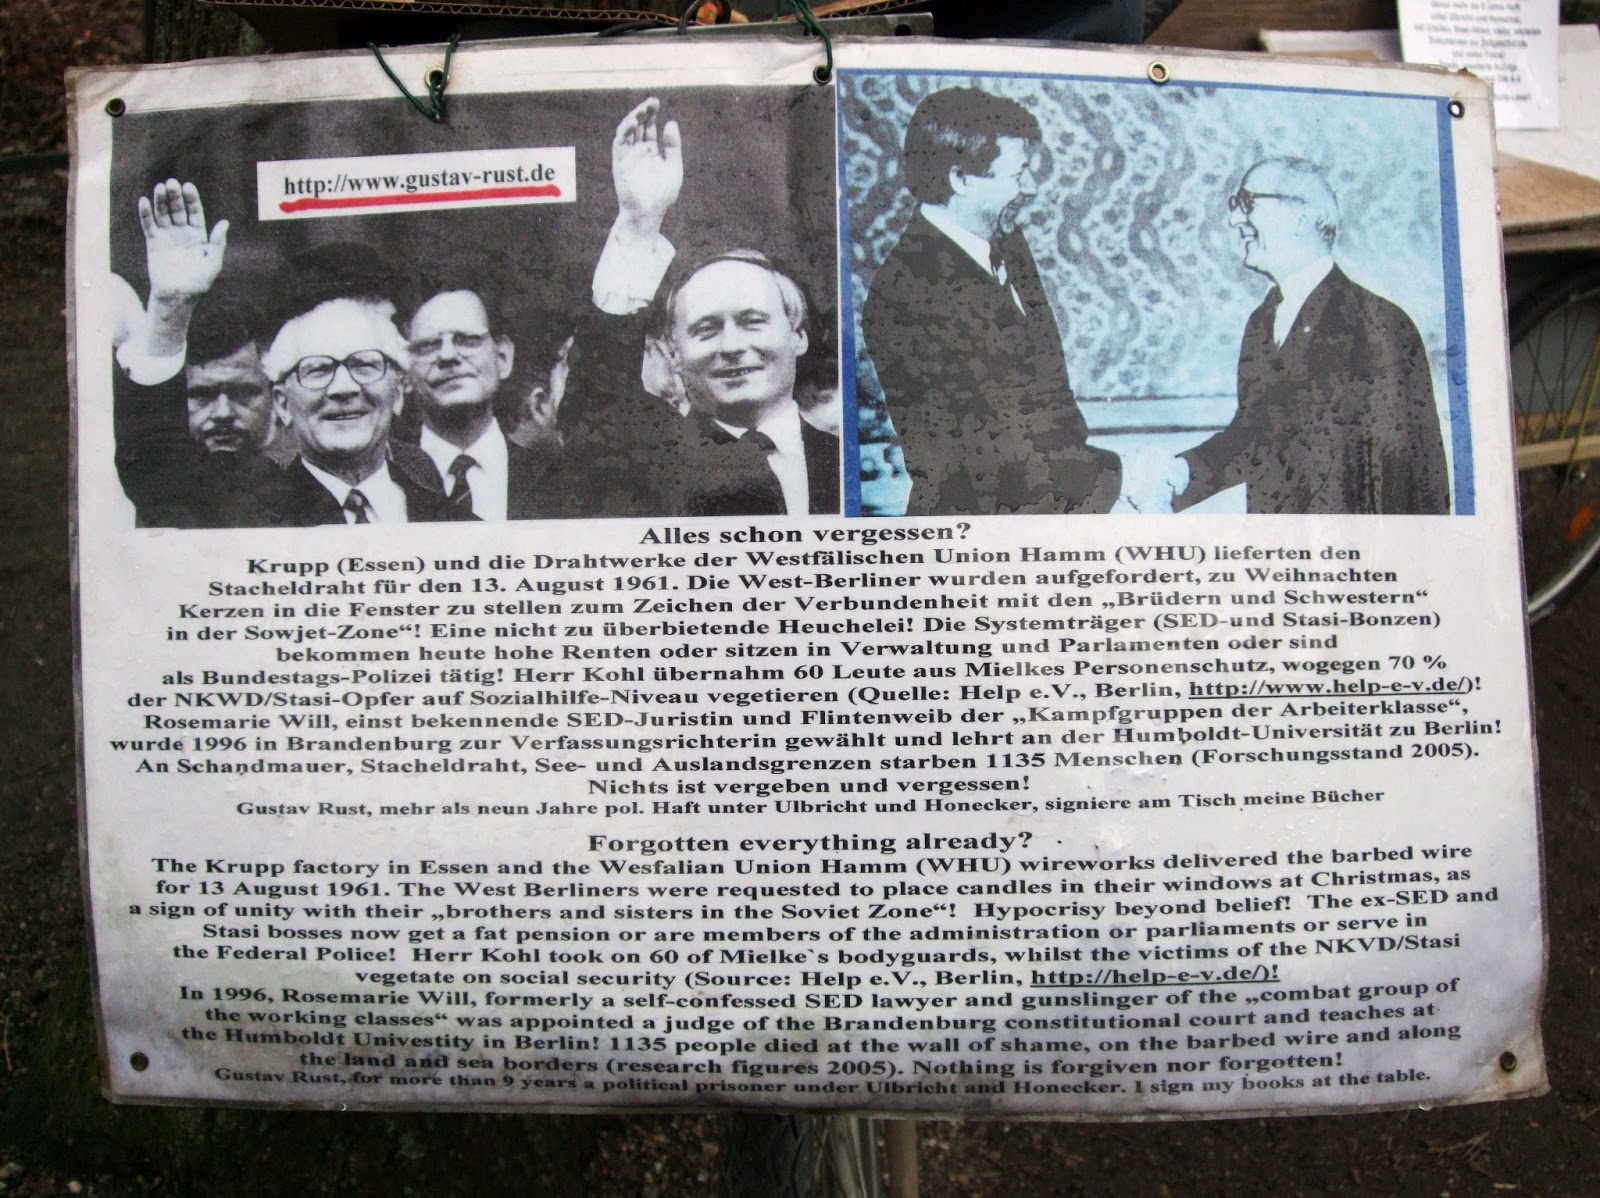 http://www.gustav-rust.de
Alles schon vergessen?
Krupp (Essen) und die Drahtwerke der Westfälischen Union Hamm (WHU) lieferten den
Stacheldraht für den 13. August 1961. Die West-Berliner wurden aufgefordert, zu Weihnachten
Kerzen in die Fenster zu stellen zum Zeichen der Verbundenheit mit den „Brüdern und Schwestern“
in der Sowjet-Zone“! Eine nicht zu überbietende Heuchelei! Die Systemträger (SED-und Stasi-Bonzen)
bekommen heute hohe Renten oder sitzen in Verwaltung und Parlamenten oder sind
als Bundestags-Polizei tätig! Herr Kohl übernahm 60 Leute aus Mielkes Personenschutz, wogegen 70 %
der NKWD/Stasi-Opfer auf Sozialhilfe-Niveau vegetieren (Quelle: Help e.V., Berlin, http://www.help-e-v.de/)!
Rosemarie Will, einst bekennende SED-Juristin und Flintenweib der „Kampfgruppen der Arbeiterklasse“,
wurde 1996 in Brandenburg zur Verfassungsrichterin gewählt und lehrt an der Humboldt-Universität zu Berlin!
An Schandmauer, Stacheldraht, See- und Auslandsgrenzen starben 1135 Menschen (Forschungsstand 2005).
Nichts ist vergeben und vergessen!
Gustav Rust, mehr als neun Jahre pol. Haft unter Ulbricht und Honecker, signiere am Tisch meine Bücher
Forgotten everything already?
The Krupp factory in Essen and the Wesfalian Union Hamm (WHU) wireworks delivered the barbed wire
for 13 August 1961. The West Berliners were requested to place candles in their windows at Christmas, as
a sign of unity with their „brothers and sisters in the Soviet Zone“! Hypocrisy beyond belief! The ex-SED and
Stasi bosses now get a fat pension or are members of the administration or parliaments or serve in
the Federal Police! Herr Kohl took on 60 of Mielke`s bodyguards, whilst the victims of the NKVD/Stasi
vegetate on social security (Source: Help e.V., Berlin, http://help-e-v.de/)!
In 1996, Rosemarie Will, formerly a self-confessed SED lawyer and gunslinger of the „combat group of
the working classes“ was appointed a judge of the Brandenburg constitutional court and teaches at
the Humboldt Univestity in Berlin! 1135 people died at the wall of shame, on the barbed wire and along
the land and sea borders (research figures 2005). Nothing is forgiven nor forgotten!
Gustav Rust, for more than 9 years a political prisoner under Ulbricht and Honecker. I sign my books at the table.